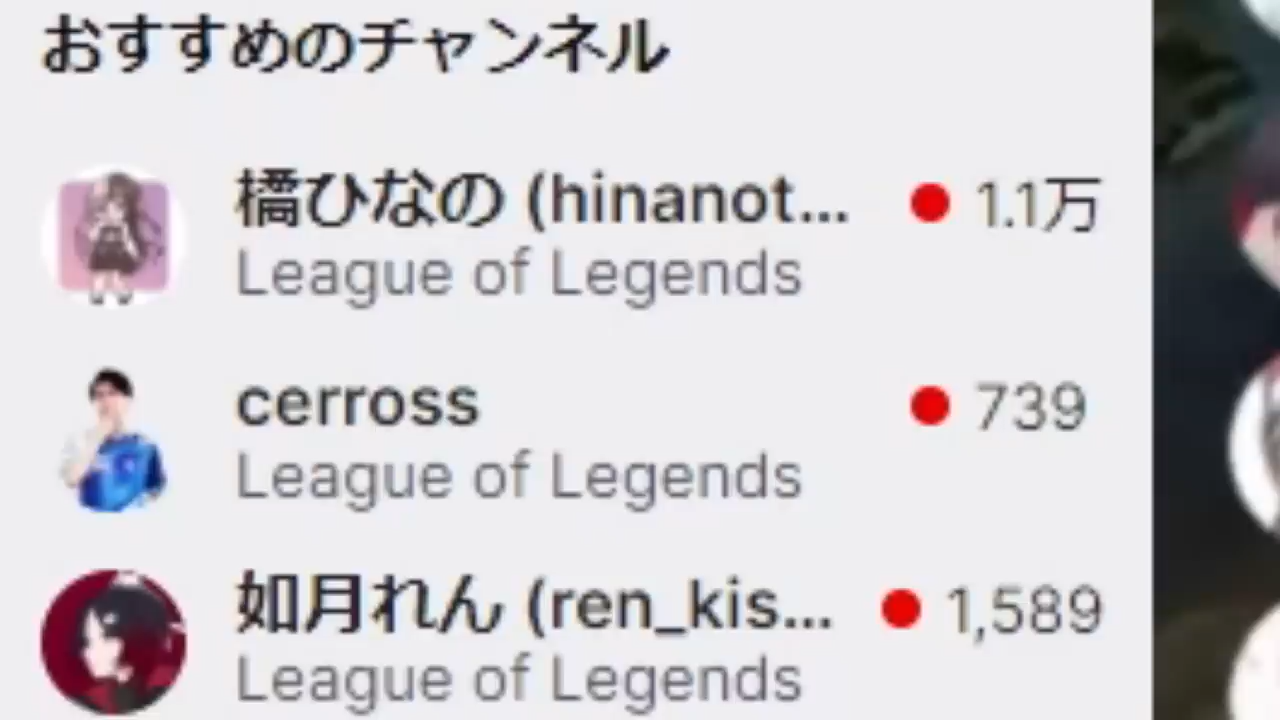 おすすめのチャンネル
橘ひなの (hinanot... 1.1万
League of Legends
cerross 739
League of Legends
如月れん (ren_kis... 1,589
League of Legends